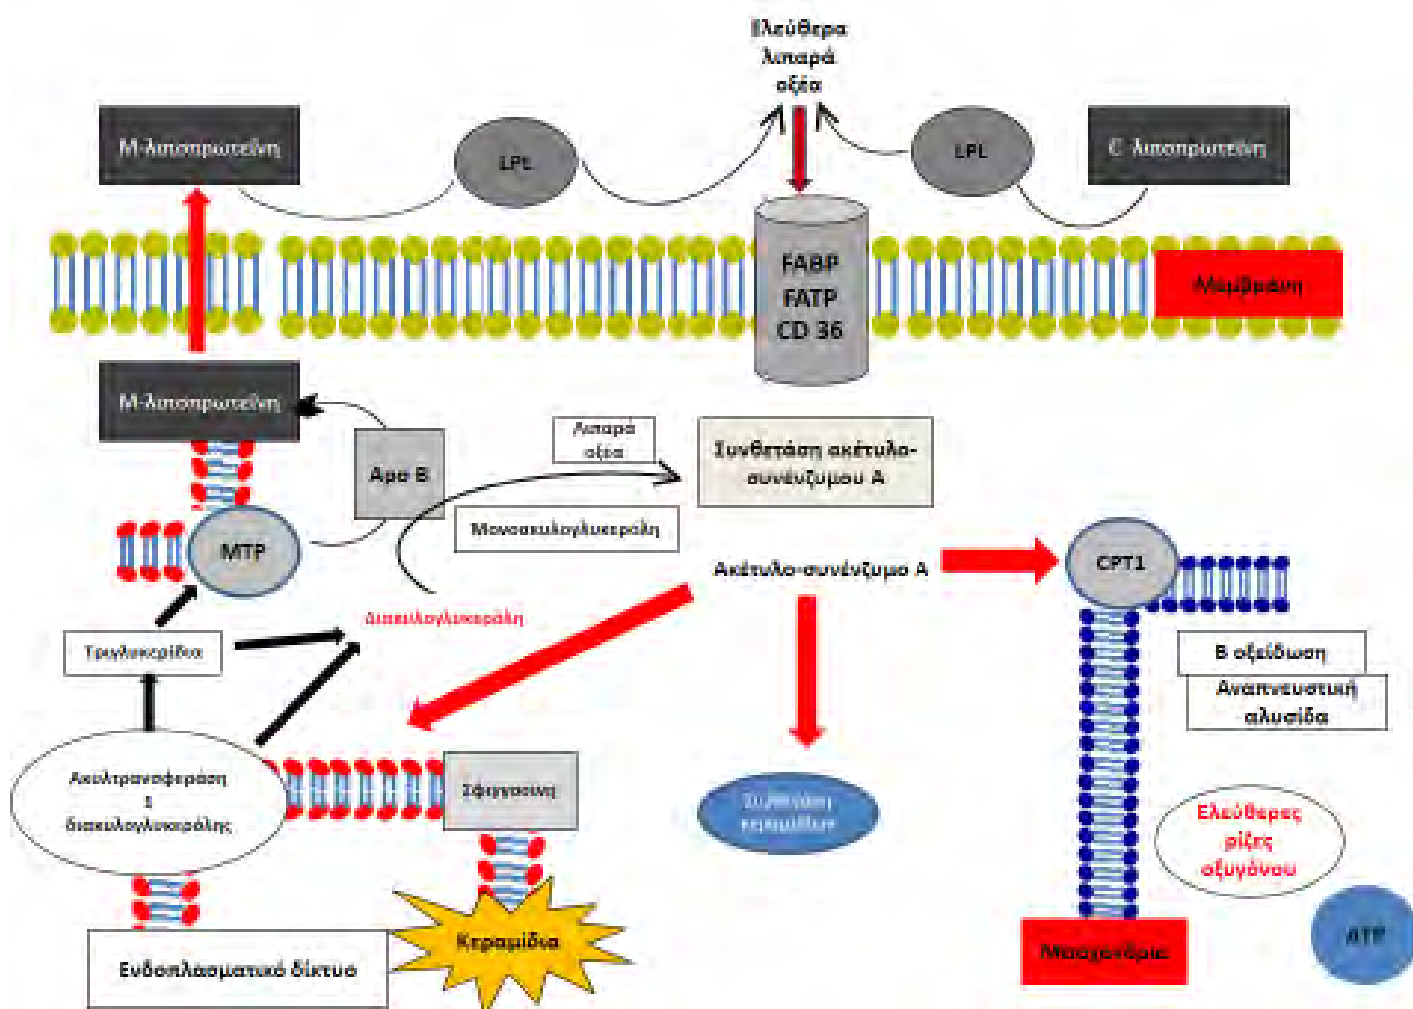 Ελεύθερα
λιπαρά
οξέα
Μ-λιποπρωτεΐνη
LPL
LPL
C-λιποπρωτεΐνη
FABP
FATP
CD 36
Μεμβράνη
Μ-λιποπρωτεΐνη
Apo B
Λιπαρά
οξέα
Συνθετάση ακέτυλο-
συνένζυμου Α
Μονοακυλογλυκερόλη
MTP
Ακέτυλο-συνένζυμο Α
CPT1
Διακυλογλυκερόλη
Τριγλυκερίδια
Β οξείδωση
Αναπνευστική
αλυσίδα
Ακυλτρανσφεράση
1
διακυλογλυκερόλης
Σφιγγοσίνη
κεραμιδίων
Ελεύθερες
ρίζες
οξυγόνου
Κεραμίδια
Ενδοπλασματικό δίκτυο
Μιτοχόνδρια
ATP